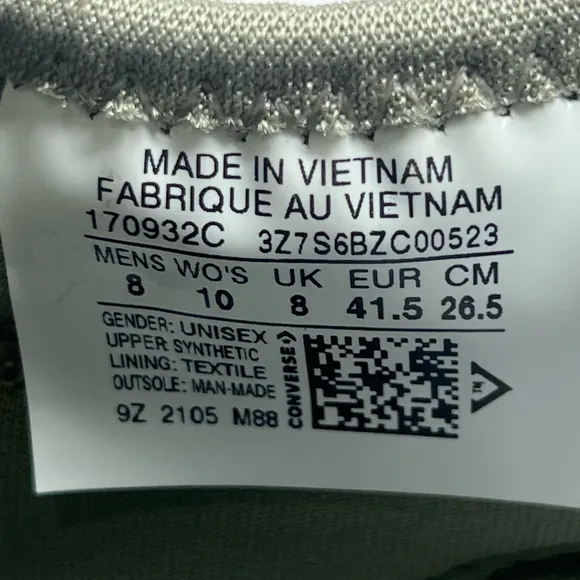 MADE IN VIETNAM
FABRIQUE AU VIETNAM
170932C 3Z7S6BZC00523
MENS WO'S UK EUR CM
8 10 8 41.5 26.5
GENDER: UNISEX
UPPER: SYNTHETIC
LINING: TEXTILE
OUTSOLE: MAN-MADE
9Z 2105 M88
CONVERSE
TM